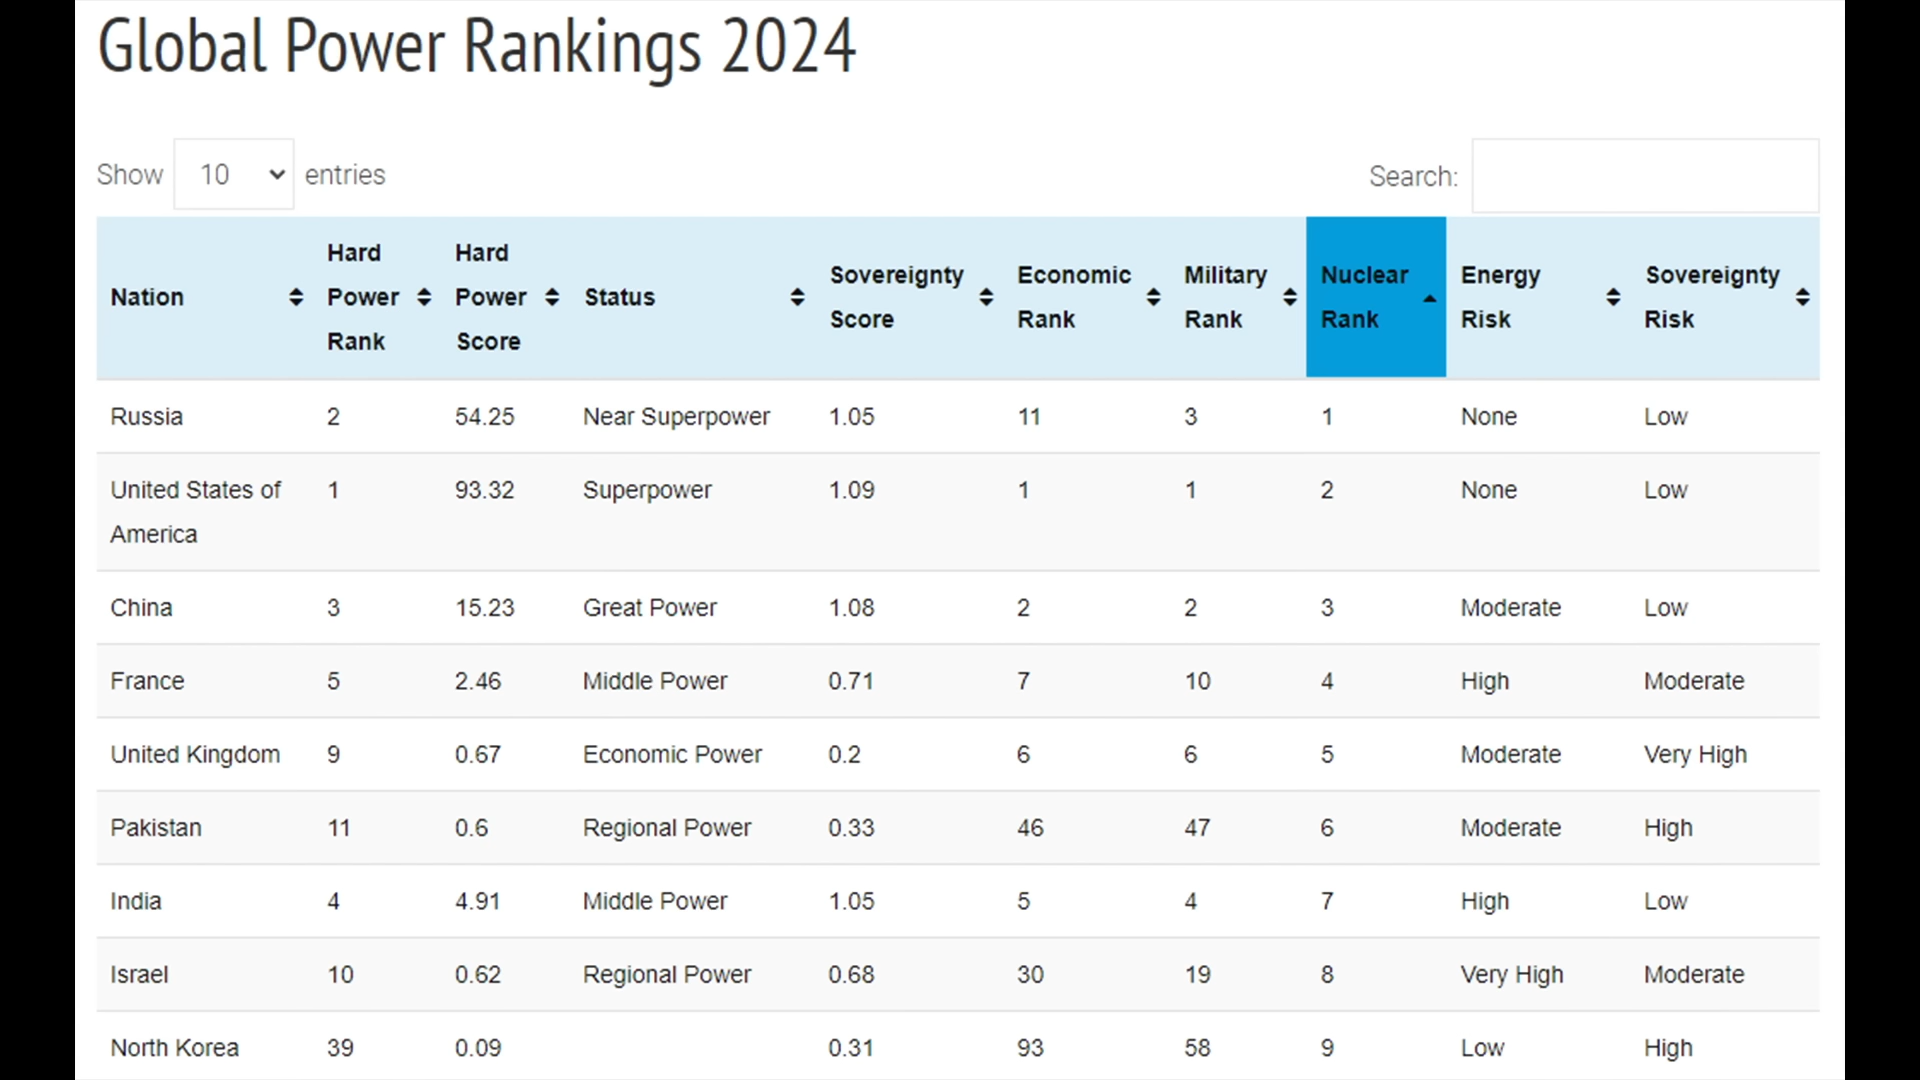 Global Power Rankings 2024
Show 10 entries Search:
Nation Hard Power Rank Hard Power Score Status Sovereignty Score Economic Rank Military Rank Nuclear Rank Energy Risk Sovereignty Risk
Russia 2 54.25 Near Superpower 1.05 11 3 1 None Low
United States of America 1 93.32 Superpower 1.09 1 1 2 None Low
China 3 15.23 Great Power 1.08 2 2 3 Moderate Low
France 5 2.46 Middle Power 0.71 7 10 4 High Moderate
United Kingdom 9 0.67 Economic Power 0.2 6 6 5 Moderate Very High
Pakistan 11 0.6 Regional Power 0.33 46 47 6 Moderate High
India 4 4.91 Middle Power 1.05 5 4 7 High Low
Israel 10 0.62 Regional Power 0.68 30 19 8 Very High Moderate
North Korea 39 0.09 0.31 93 58 9 Low High